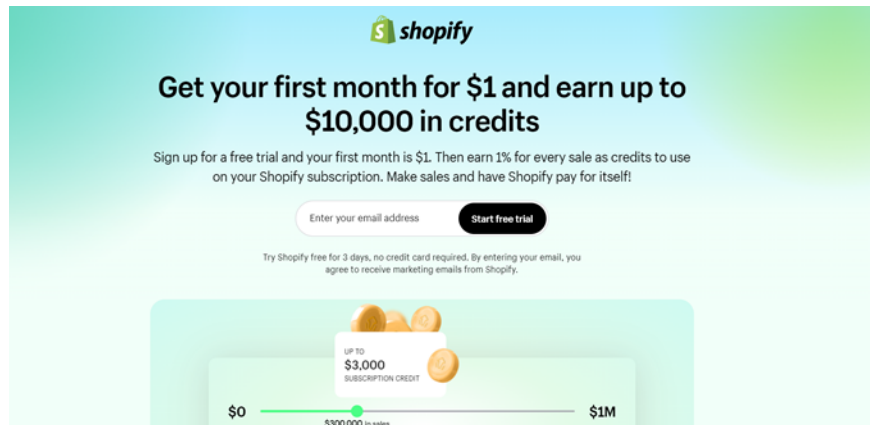 shopify
Get your first month for $1 and earn up to
$10,000 in credits
Sign up for a free trial and your first month is $1. Then earn 1% for every sale as credits to use
on your Shopify subscription. Make sales and have Shopify pay for itself!
Enter your email address
Start free trial
Try Shopify free for 3 days, no credit card required. By entering your email, you
agree to receive marketing emails from Shopify.
UP TO
$3,000
SUBSCRIPTION CREDIT
$0
$1M
$300,000 in sales